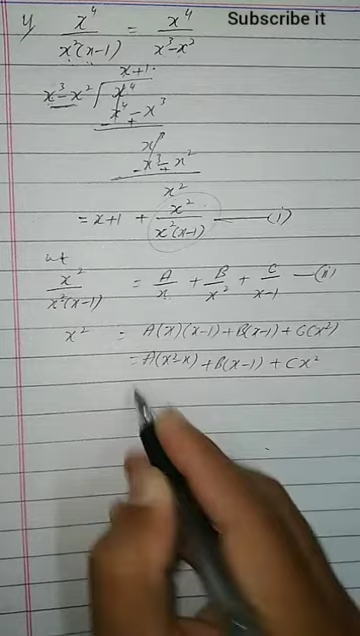 Subscribe it
4) x⁴/x²(x-1) = x⁴/x³-x²
x+1
x³-x² ) x⁴
x⁴-x³
- +
x³
x³-x²
- +
x²
= x+1 + x²/x²(x-1) —(i)
let
x²/x²(x-1) = A/x + B/x² + C/x-1 —(ii)
x² = A(x)(x-1)+B(x-1)+C(x²)
= A(x²-x)+B(x-1)+Cx²